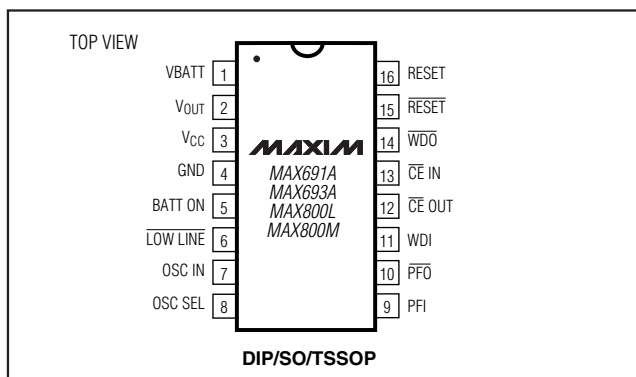 TOP VIEW
VBATT 1
VOUT 2
VCC 3
GND 4
BATT ON 5
LOW LINE 6
OSC IN 7
OSC SEL 8
MAXIM
MAX691A
MAX693A
MAX800L
MAX800M
16 RESET
15 RESET
14 WDO
13 CE IN
12 CE OUT
11 WDI
10 PFO
9 PFI
DIP/SO/TSSOP